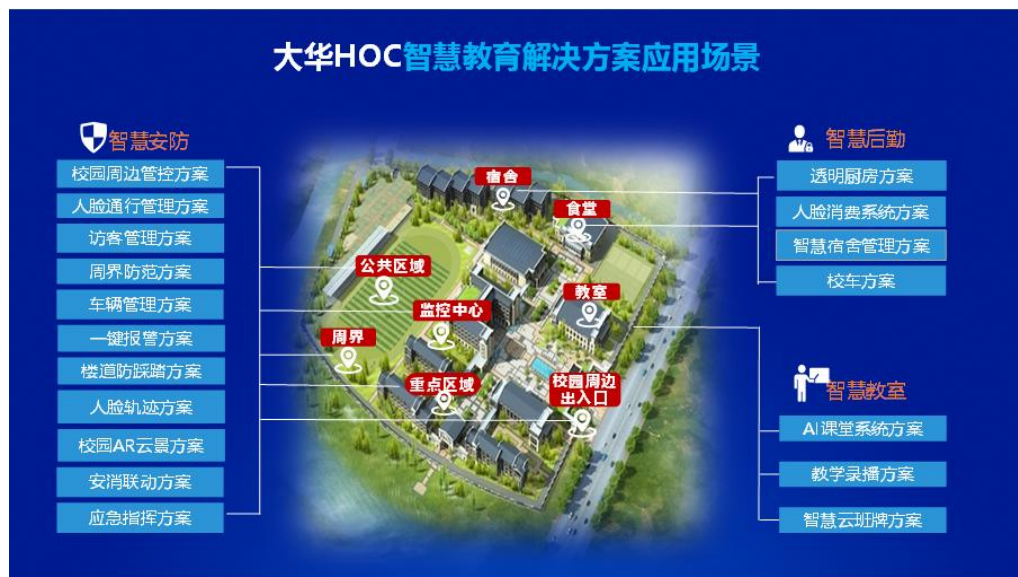 大华HOC智慧教育解决方案应用场景
智慧安防
校园周边管控方案
人脸通行管理方案
访客管理方案
周界防范方案
车辆管理方案
一键报警方案
楼道防踩踏方案
人脸轨迹方案
校园AR云景方案
安消联动方案
应急指挥方案
宿舍
食堂
公共区域
教室
监控中心
周界
重点区域
校园周边
出入口
智慧后勤
透明厨房方案
人脸消费系统方案
智慧宿舍管理方案
校车方案
智慧教室
AI课堂系统方案
教学录播方案
智慧云班牌方案